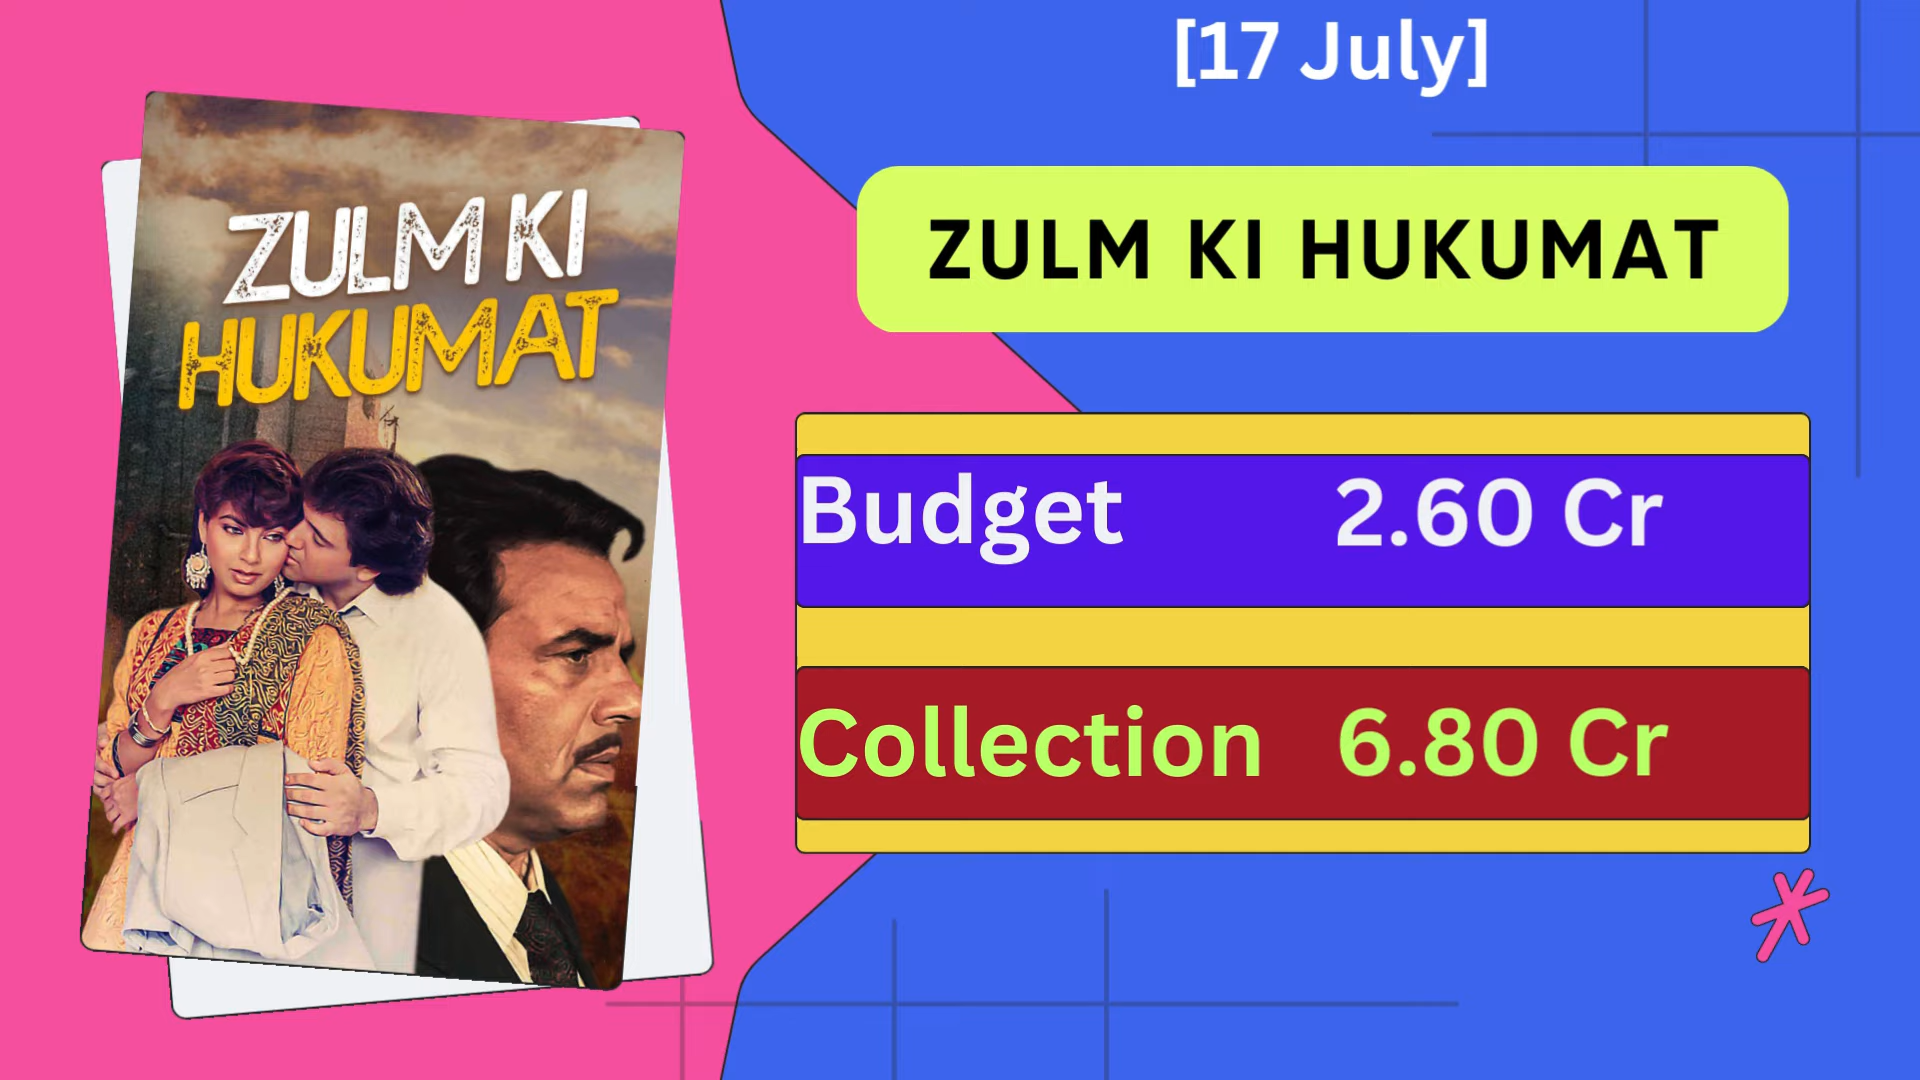 [17 July]
ZULM KI
HUKUMAT
ZULM KI HUKUMAT
Budget 2.60 Cr
Collection 6.80 Cr